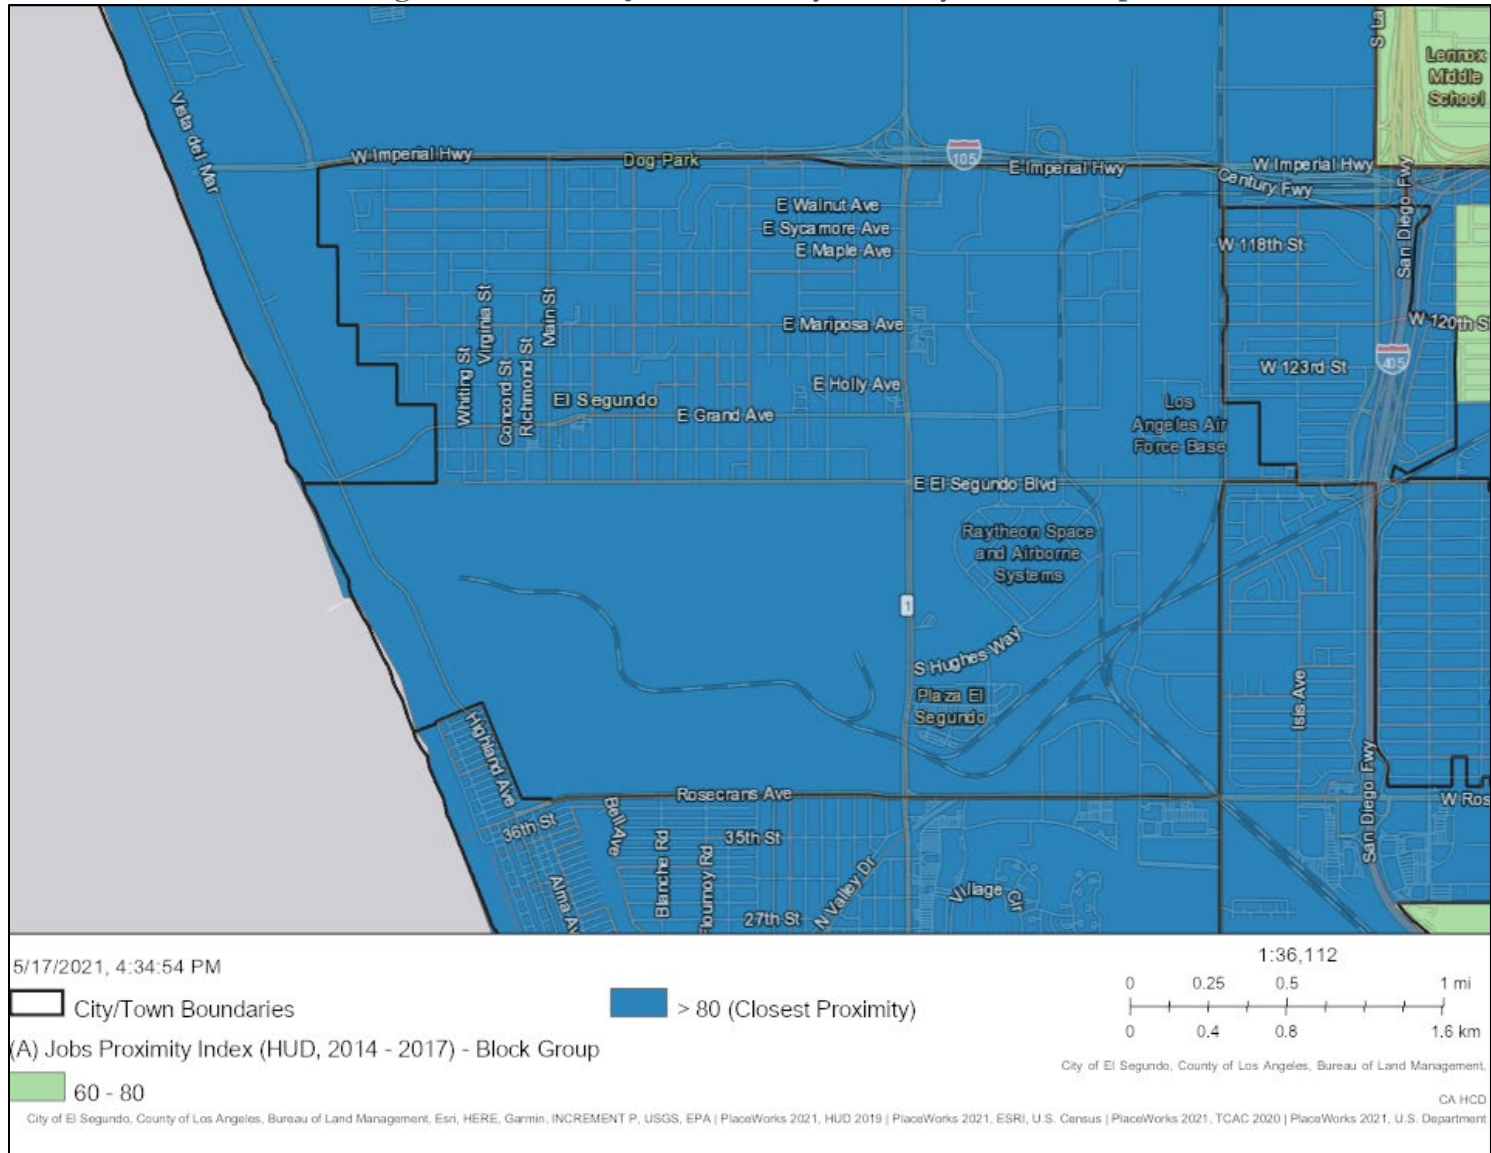 S La
Lennox
Middle
School
Vista del Mar
W Imperial Hwy
Dog Park
105
E Imperial Hwy
W Imperial Hwy
Century Fwy
San Diego Fwy
E Walnut Ave
E Sycamore Ave
E Maple Ave
W 118th St
Virginia St
Main St
E Mariposa Ave
W 120th S
Whiting St
Concord St
Richmond St
405
W 123rd St
E Holly Ave
El Segundo
E Grand Ave
Los
Angeles Air
Force Base
E El Segundo Blvd
Raytheon Space
and Airborne
Systems
1
S Hughes Way
Plaza El
Segundo
Isis Ave
Highland Ave
San Diego Fwy
Rosecrans Ave
W Ros
36th St
Bell Ave
Blanche Rd
Flournoy Rd
35th St
N Valley Dr
Village Cir
Alma Av
27th St
5/17/2021, 4:34:54 PM
1:36,112
City/Town Boundaries
> 80 (Closest Proximity)
0 0.25 0.5 1 mi
0 0.4 0.8 1.6 km
(A) Jobs Proximity Index (HUD, 2014 - 2017) - Block Group
60 - 80
City of El Segundo, County of Los Angeles, Bureau of Land Management,
CA HCD
City of El Segundo, County of Los Angeles, Bureau of Land Management, Esri, HERE, Garmin, INCREMENT P, USGS, EPA | PlaceWorks 2021, HUD 2019 | PlaceWorks 2021, ESRI, U.S. Census | PlaceWorks 2021, TCAC 2020 | PlaceWorks 2021, U.S. Department